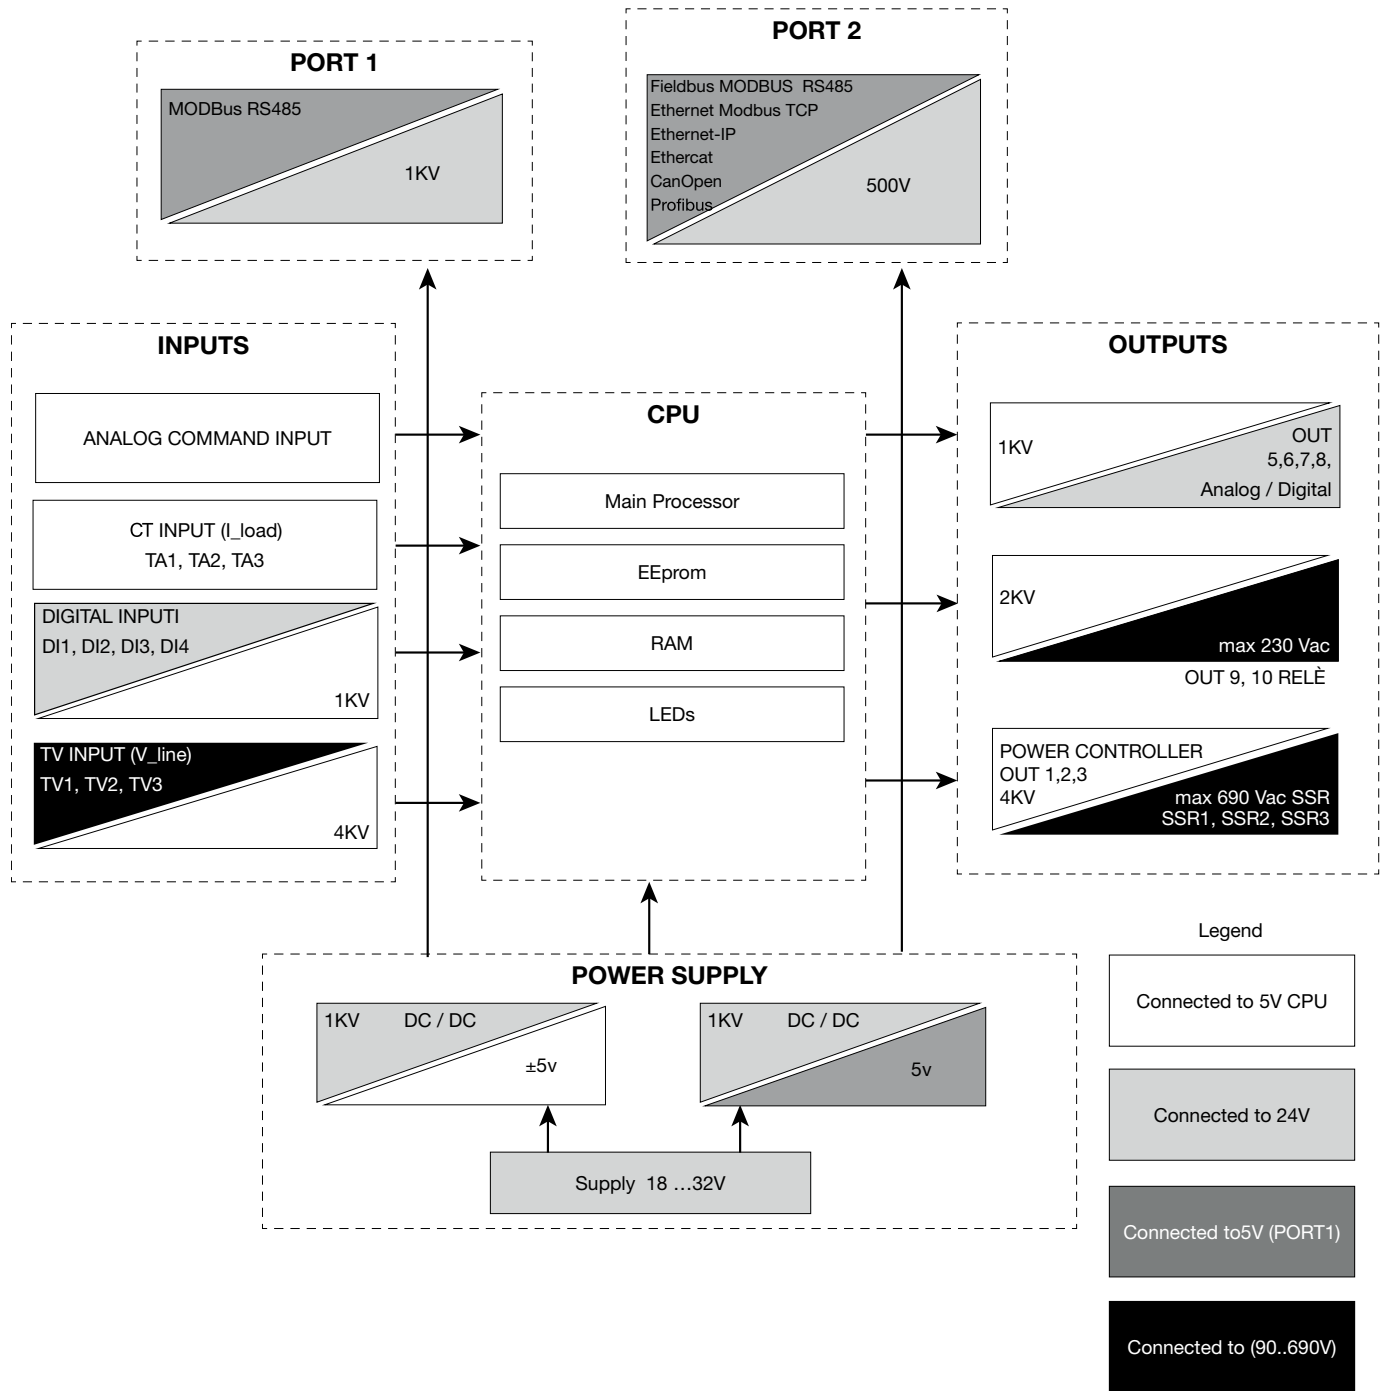 PORT 1
MODBus RS485
1KV
PORT 2
Fieldbus MODBUS  RS485
Ethernet Modbus TCP
Ethernet-IP
Ethercat
CanOpen
Profibus
500V
INPUTS
ANALOG COMMAND INPUT
CT INPUT (I_load)
TA1, TA2, TA3
DIGITAL INPUTI
DI1, DI2, DI3, DI4
1KV
TV INPUT (V_line)
TV1, TV2, TV3
4KV
CPU
Main Processor
EEprom
RAM
LEDs
OUTPUTS
1KV
OUT
5,6,7,8,
Analog / Digital
2KV
max 230 Vac
OUT 9, 10 RELÈ
POWER CONTROLLER
OUT 1,2,3
4KV
max 690 Vac SSR
SSR1, SSR2, SSR3
POWER SUPPLY
1KV DC / DC
±5v
1KV DC / DC
5v
Supply  18 …32V
Legend
Connected to 5V CPU
Connected to 24V
Connected to5V (PORT1)
Connected to (90..690V)